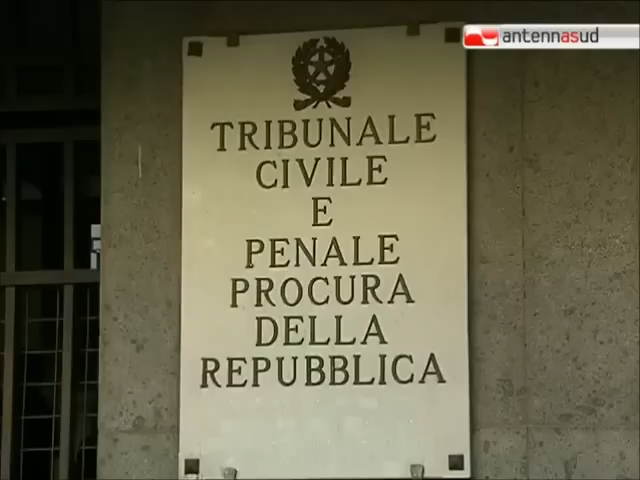 antennasud
TRIBUNALE
CIVILE
E
PENALE
PROCURA
DELLA
REPUBBLICA